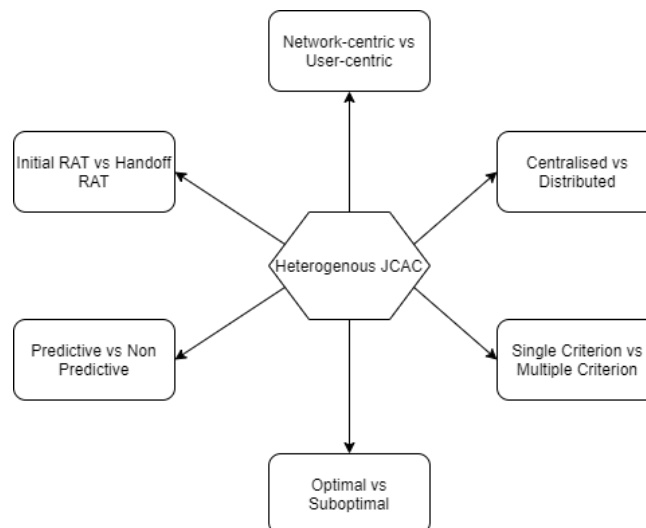 Network-centric vs
User-centric
Initial RAT vs Handoff
RAT
Centralised vs
Distributed
Heterogenous JCAC
Predictive vs Non
Predictive
Single Criterion vs
Multiple Criterion
Optimal vs
Suboptimal